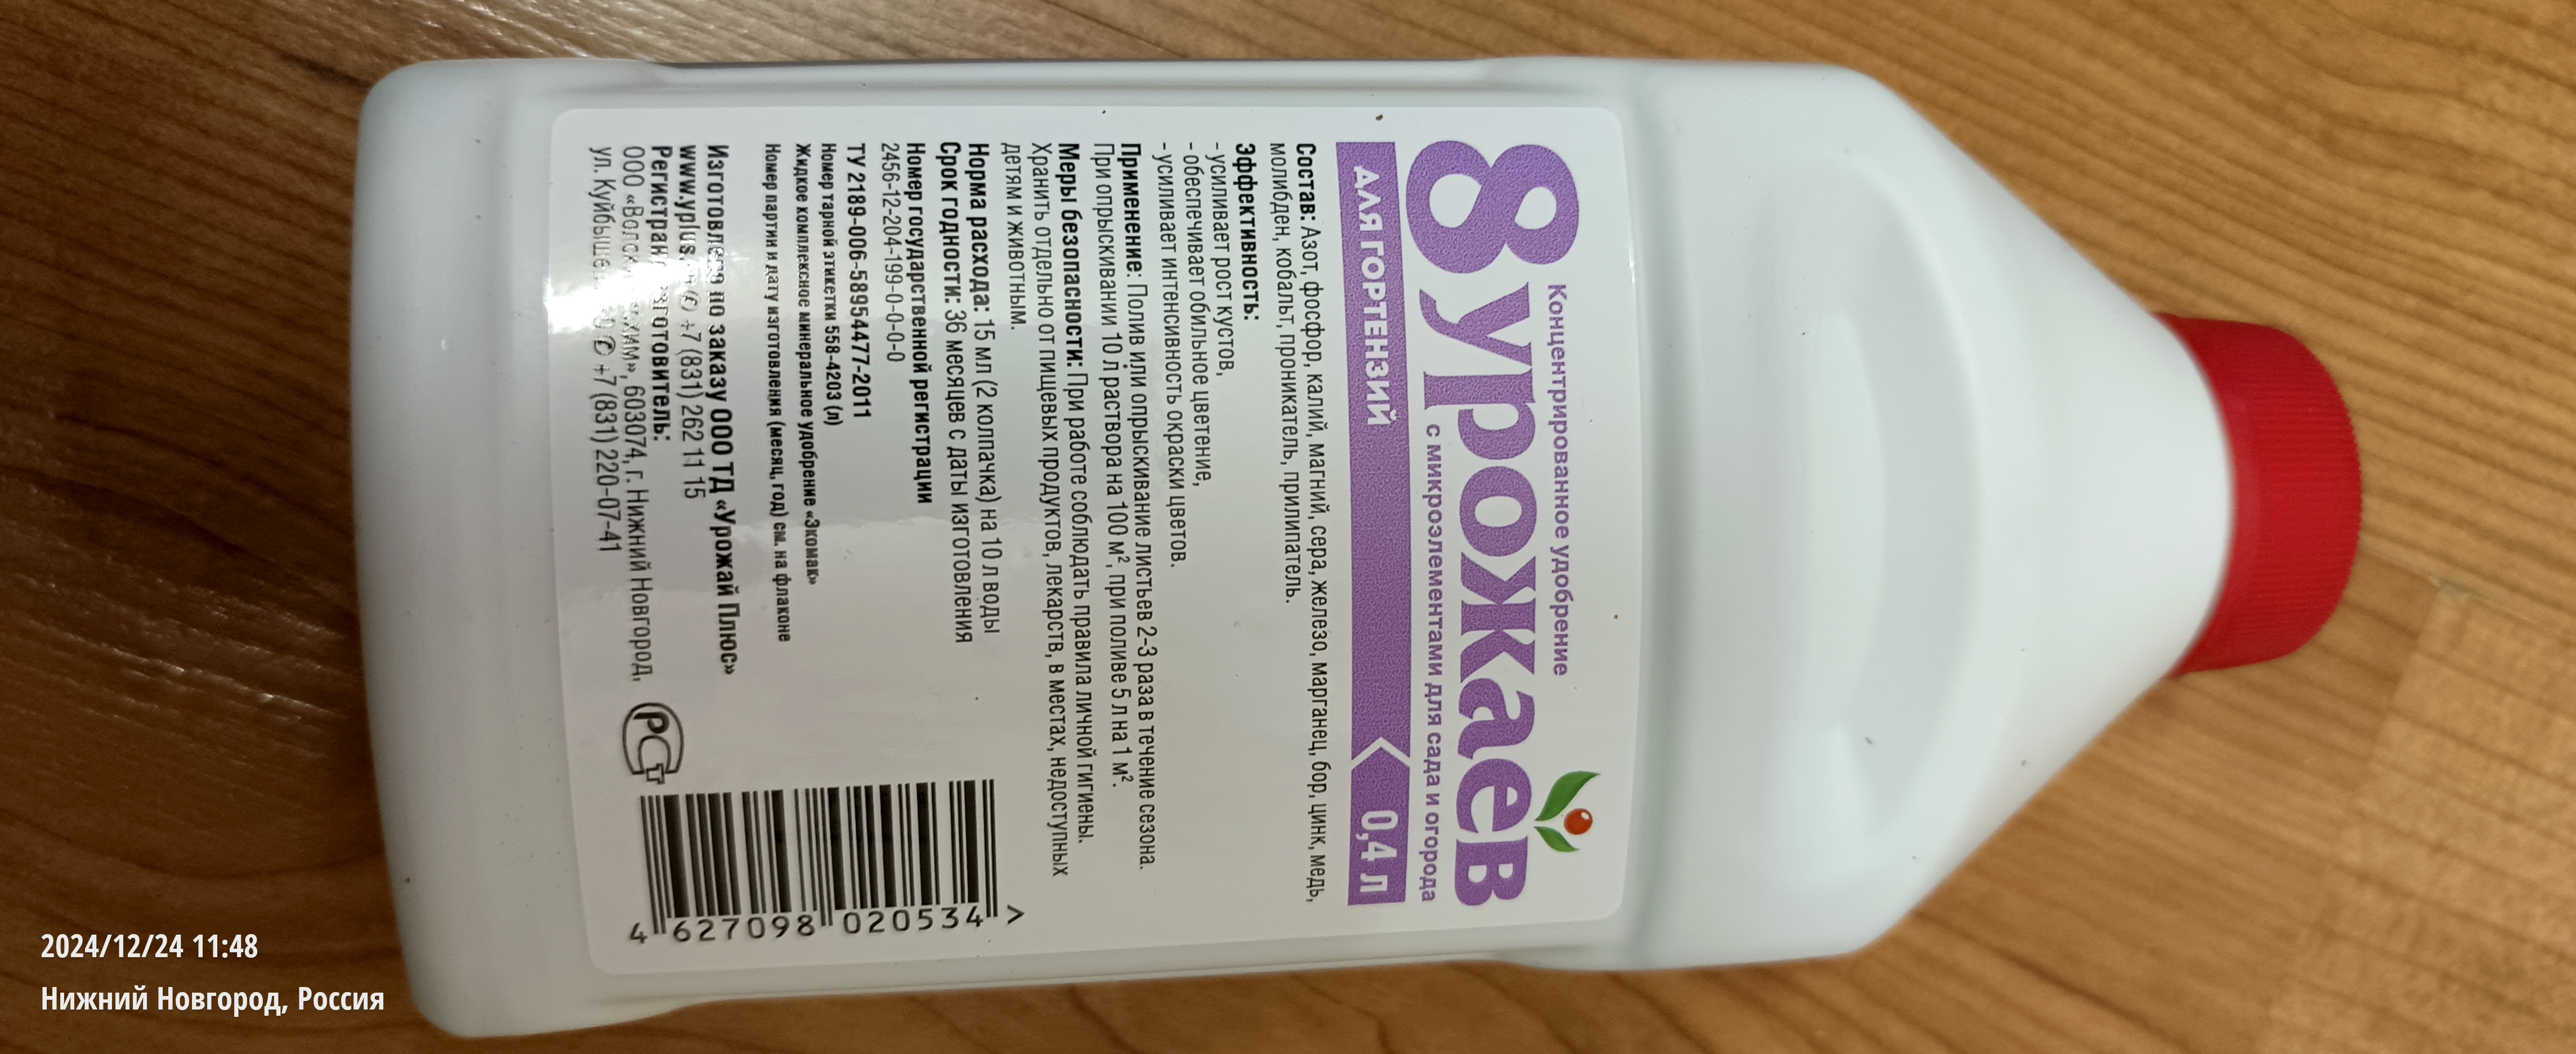 Концентрированное удобрение
8 урожаев
с микроэлементами для сада и огорода
ДЛЯ ГОРТЕНЗИЙ
0,4 л
Состав: Азот, фосфор, калий, магний, сера, железо, марганец, бор, цинк, медь,
молибден, кобальт, проникатель, прилипатель.
Эффективность:
- усиливает рост кустов,
- обеспечивает обильное цветение,
- усиливает интенсивность окраски цветов.
Применение: Полив или опрыскивание листьев 2-3 раза в течение сезона.
При опрыскивании 10 л раствора на 100 м², при поливе 5 л на 1 м².
Меры безопасности: При работе соблюдать правила личной гигиены.
Хранить отдельно от пищевых продуктов, лекарств, в местах, недоступных
детям и животным.
Норма расхода: 15 мл (2 колпачка) на 10 л воды
Срок годности: 36 месяцев с даты изготовления
Номер государственной регистрации
2456-12-204-199-0-0-0-0
ТУ 2189-006-58954477-2011
Номер тарной этикетки 558-4203 (л)
Жидкое комплексное минеральное удобрение «Экомак»
Номер партии и дату изготовления (месяц, год) см. на флаконе
Изготовлено по заказу ООО ТД «Урожай Плюс»
+7 (831) 262 11 15
ООО 603074, г. Нижний Новгород,
ул. +7 (831) 220-07-41
РСТ
4 627098 020534 >
2024/12/24 11:48
Нижний Новгород, Россия